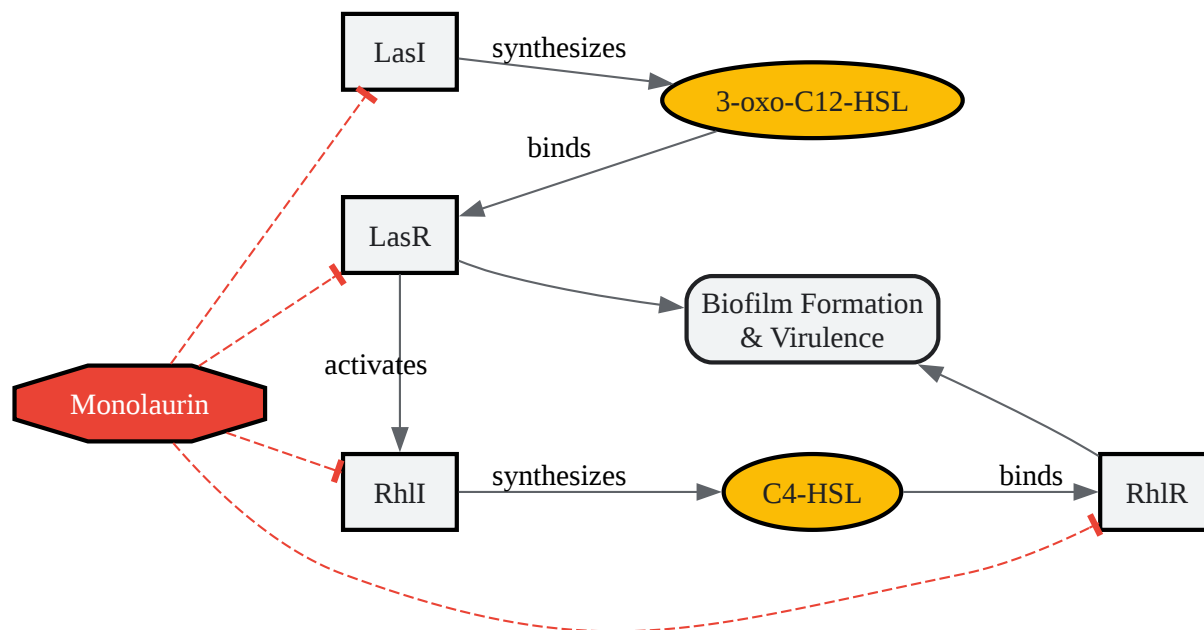 LasI
synthesizes
3-oxo-C12-HSL
binds
LasR
Biofilm Formation
& Virulence
activates
Monolaurin
RhlI
synthesizes
C4-HSL
binds
RhlR